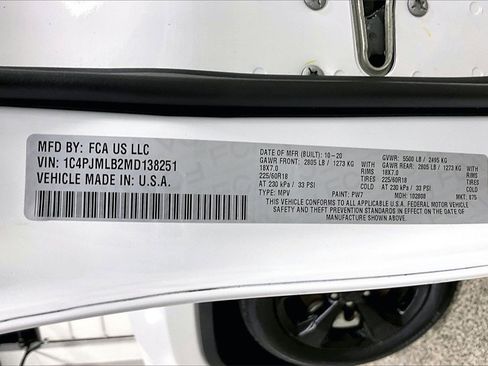 MFD BY: FCA US LLC
VIN: 1C4PJMLB2MD138251
VEHICLE MADE IN: U.S.A.
DATE OF MFR (BUILT): 10-20
GVWR: 5500 LB / 2495 KG
GAWR FRONT: 2805 LB / 1273 KG
GAWR REAR: 2805 LB / 1273 KG
18X7.0 RIMS
18X7.0 RIMS
225/60R18 TIRES
225/60R18 TIRES
AT 230 kPa / 33 PSI COLD
AT 230 kPa / 33 PSI COLD
TYPE: MPV PAINT: PW7 MDH: 102808 MKT: 875
THIS VEHICLE CONFORMS TO ALL APPLICABLE U.S.A. FEDERAL MOTOR VEHICLE
SAFETY AND THEFT PREVENTION STANDARDS IN EFFECT ON THE DATE OF
MANUFACTURE SHOWN ABOVE.